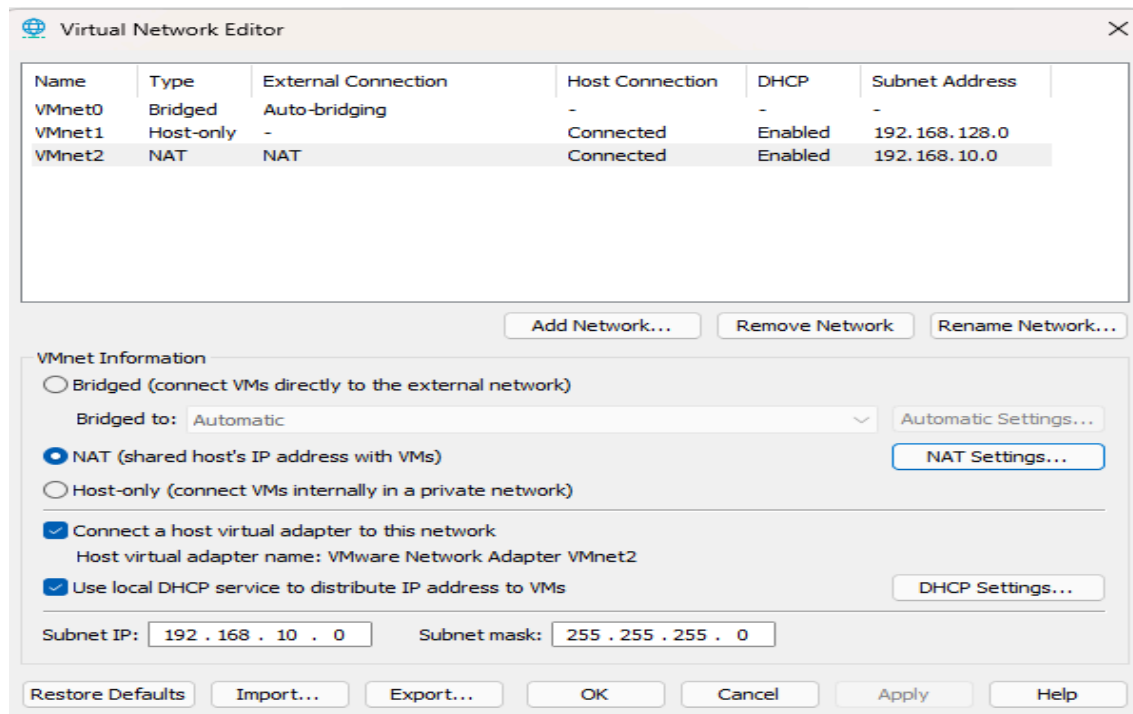 Virtual Network Editor
Name Type External Connection Host Connection DHCP Subnet Address
VMnet0 Bridged Auto-bridging - - -
VMnet1 Host-only - Connected Enabled 192.168.128.0
VMnet2 NAT NAT Connected Enabled 192.168.10.0
Add Network... Remove Network Rename Network...
VMnet Information
Bridged (connect VMs directly to the external network)
Bridged to: Automatic Automatic Settings...
NAT (shared host's IP address with VMs) NAT Settings...
Host-only (connect VMs internally in a private network)
Connect a host virtual adapter to this network
Host virtual adapter name: VMware Network Adapter VMnet2
Use local DHCP service to distribute IP address to VMs DHCP Settings...
Subnet IP: 192 . 168 . 10 . 0 Subnet mask: 255 . 255 . 255 . 0
Restore Defaults Import... Export... OK Cancel Apply Help